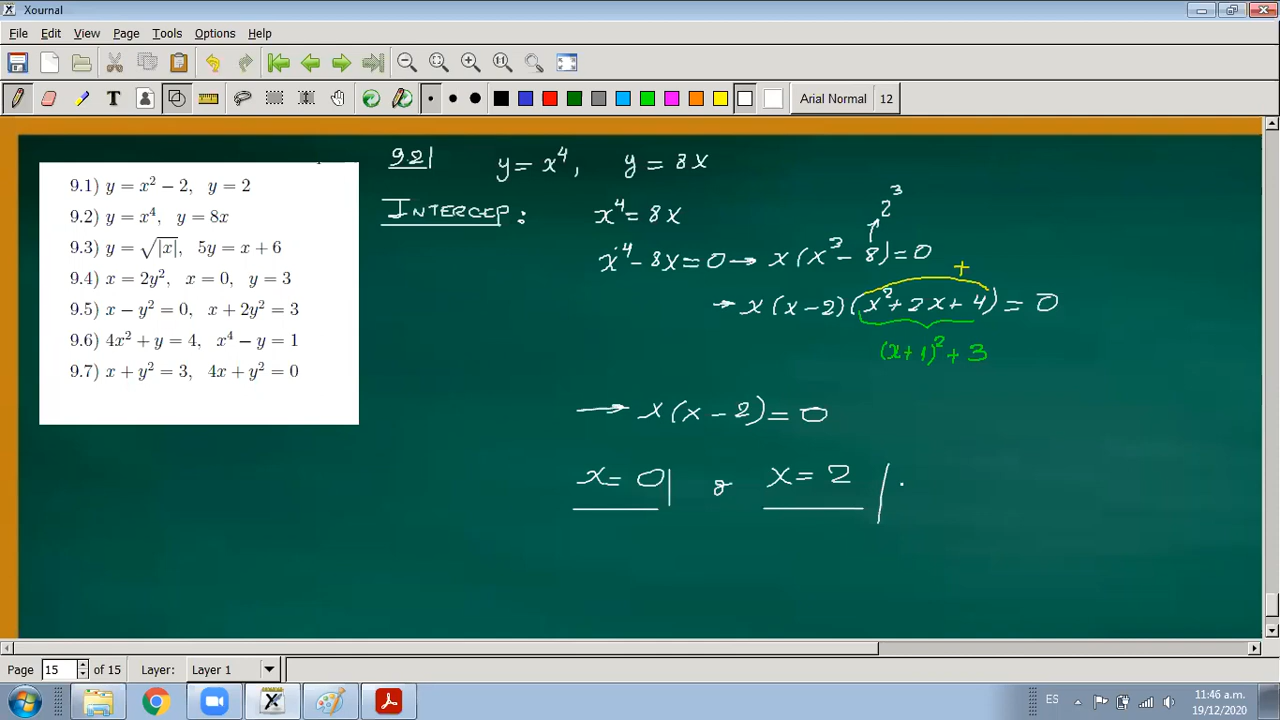 Xournal
File Edit View Page Tools Options Help
Arial Normal 12
9.1) y = x² − 2, y = 2
9.2) y = x⁴, y = 8x
9.3) y = √|x|, 5y = x + 6
9.4) x = 2y², x = 0, y = 3
9.5) x − y² = 0, x + 2y² = 3
9.6) 4x² + y = 4, x⁴ − y = 1
9.7) x + y² = 3, 4x + y² = 0
9.2 y = x⁴, y = 8x
INTERCEP: x⁴ = 8x
2³
x⁴ − 8x = 0 → x(x³ − 8) = 0
+
→ x(x − 2)(x² + 2x + 4) = 0
(x + 1)² + 3
→ x(x − 2) = 0
x = 0 x = 2
Page 15 of 15 Layer: Layer 1
ES 11:46 a.m.
19/12/2020